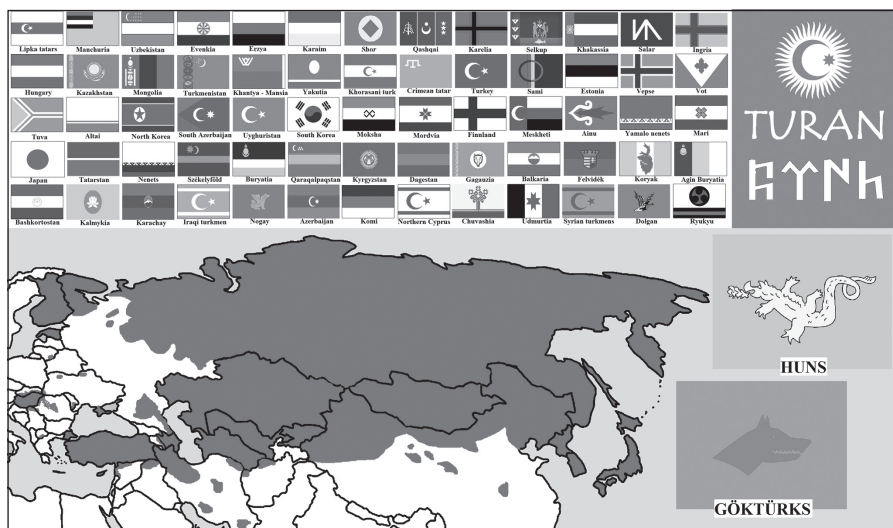 Lipka tatars Manchuria Uzbekistan Evenkia Erzya Karaim Shor Qashqai Karelia Selkup Khakassia Salar Ingria
Hungary Kazakhstan Mongolia Turkmenistan Khantya - Mansia Yakutia Khorasani turk Crimean tatar Turkey Sami Estonia Vepse Vot
Tuva Altai North Korea South Azerbaijan Uyghuristan South Korea Moksha Mordvia Finnland Meskheti Ainu Yamalo nenets Mari
Japan Tatarstan Nenets Székelyföld Buryatia Qaraqalpaqstan Kyrgyzstan Dagestan Gagauzia Balkaria Felvidék Koryak Agin Buryatia
Bashkortostan Kalmykia Karachay Iraqi turkmen Nogay Azerbaijan Komi Northern Cyprus Chuvashia Udmurtia Syrian turkmens Dolgan Ryukyu
TURAN
HUNS
GÖKTÜRKS